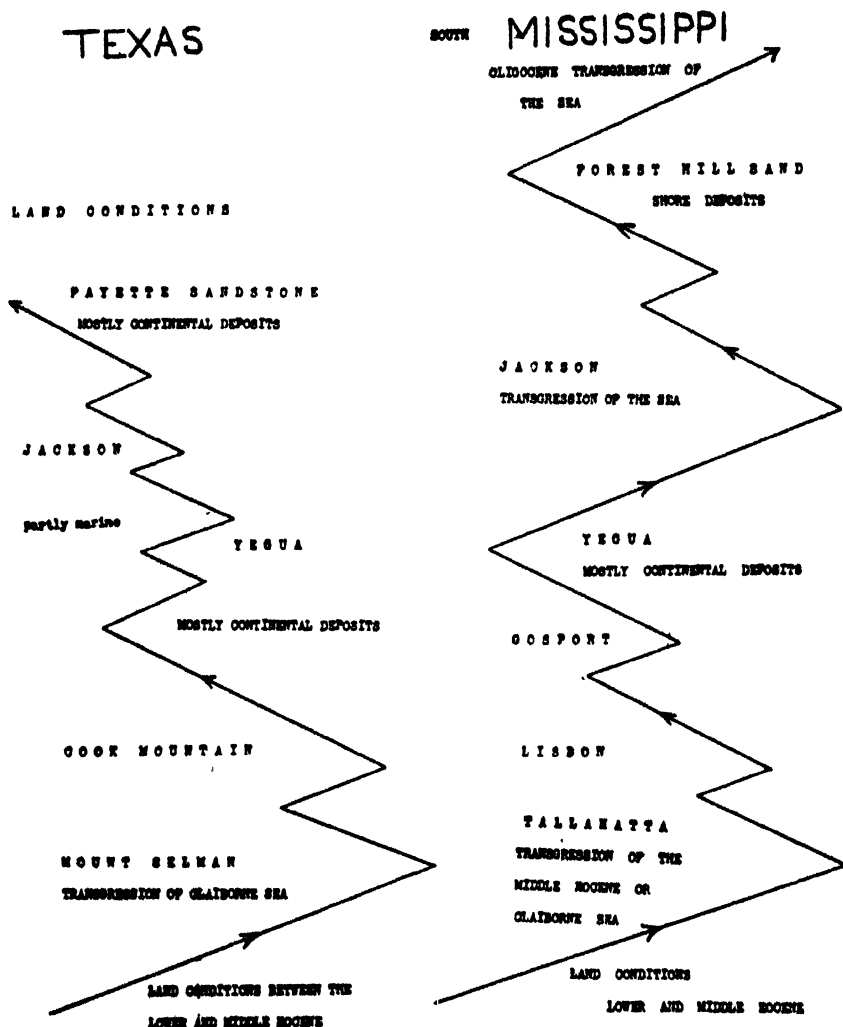 TEXAS
LAND CONDITIONS
FAYETTE SANDSTONE
MOSTLY CONTINENTAL DEPOSITS
JACKSON
partly marine
YEGUA
MOSTLY CONTINENTAL DEPOSITS
COOK MOUNTAIN
MOUNT SELMAN
TRANSGRESSION OF CLAIBORNE SEA
LAND CONDITIONS BETWEEN THE
LOWER AND MIDDLE EOCENE
SOUTH MISSISSIPPI
OLIGOCENE TRANSGRESSION OF
THE SEA
FOREST HILL SAND
SHORE DEPOSITS
JACKSON
TRANSGRESSION OF THE SEA
YEGUA
MOSTLY CONTINENTAL DEPOSITS
GOSPORT
LISBON
TALLAHATTA
TRANSGRESSION OF THE
MIDDLE EOCENE OR
CLAIBORNE SEA
LAND CONDITIONS
LOWER AND MIDDLE EOCENE